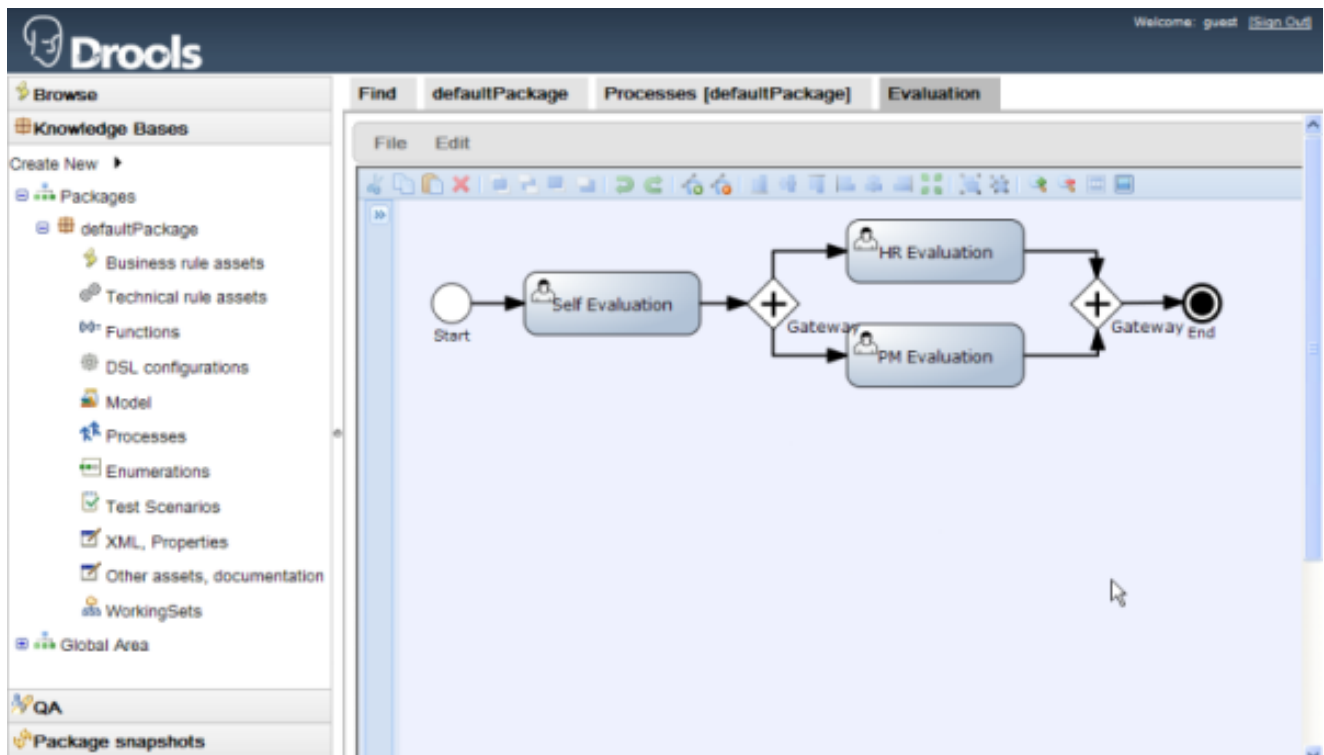 Welcome: guest [Sign Out]
Drools
Browse
Knowledge Bases
Create New
Packages
defaultPackage
Business rule assets
Technical rule assets
Functions
DSL configurations
Model
Processes
Enumerations
Test Scenarios
XML, Properties
Other assets, documentation
WorkingSets
Global Area
QA
Package snapshots
Find defaultPackage Processes [defaultPackage] Evaluation
File Edit
Start
Self Evaluation
Gateway
HR Evaluation
PM Evaluation
Gateway
End